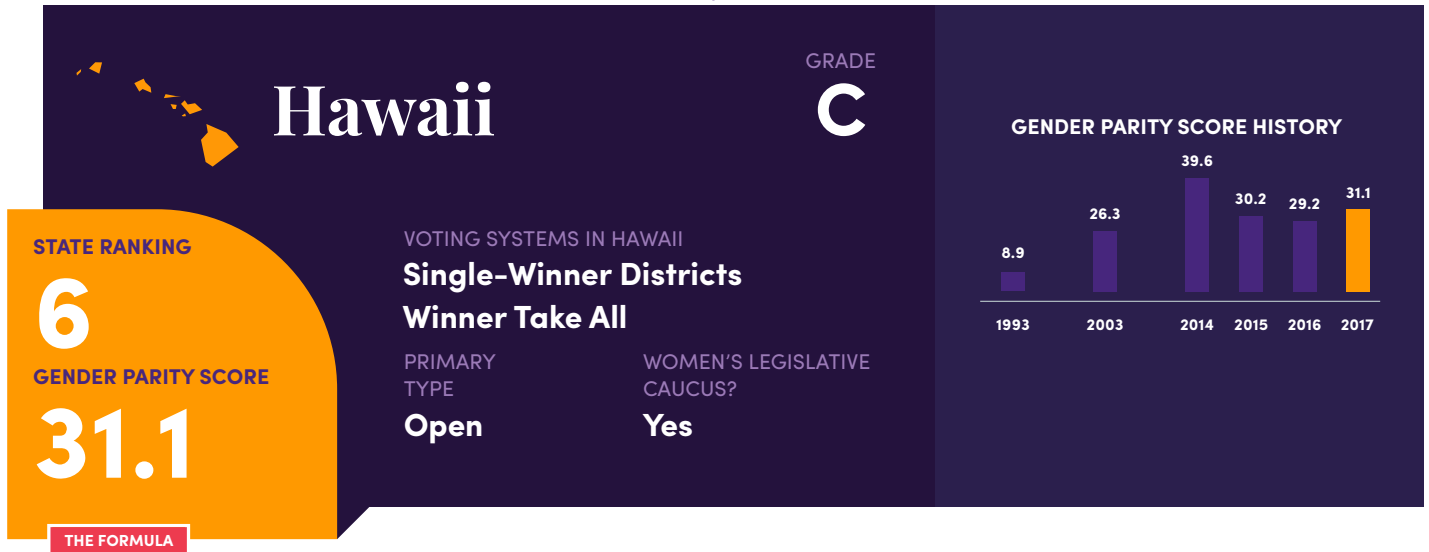 Hawaii
GRADE
C
STATE RANKING
6
GENDER PARITY SCORE
31.1
THE FORMULA
VOTING SYSTEMS IN HAWAII
Single-Winner Districts
Winner Take All
PRIMARY
TYPE
Open
WOMEN'S LEGISLATIVE
CAUCUS?
Yes
GENDER PARITY SCORE HISTORY
8.9
26.3
39.6
30.2
29.2
31.1
1993 2003 2014 2015 2016 2017